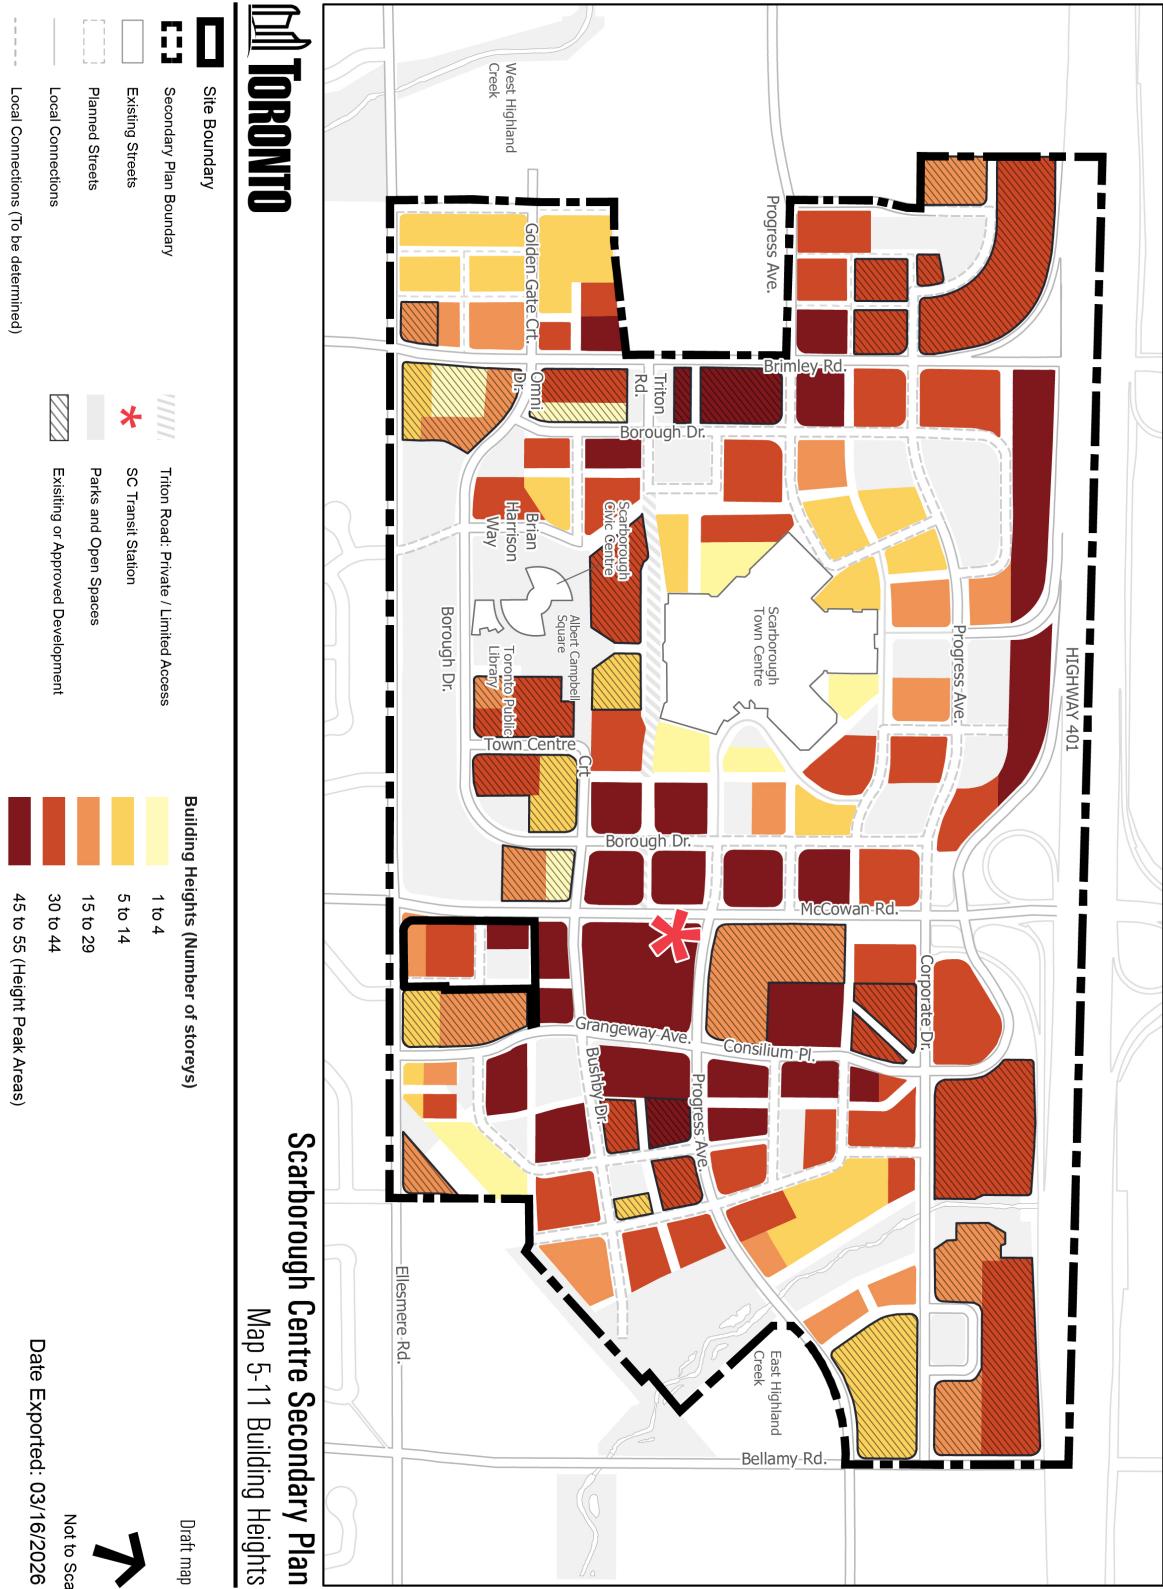 HIGHWAY 401
West Highland
Creek
Progress Ave.
Golden Gate Crt.
Brimley Rd.
Triton
Rd.
Omni
Dr.
Borough Dr.
Brian
Harrison
Way
Scarborough
Civic Centre
Albert Campbell
Square
Toronto Public
Library
Borough Dr.
Scarborough
Town Centre
Progress Ave.
Town Centre
Crt
Borough Dr.
McCowan Rd.
Corporate Dr.
Grangeway Ave.
Consilium Pl.
Bushby Dr.
Progress Ave.
East Highland
Creek
Ellesmere Rd.
Bellamy Rd.
TORONTO
Scarborough Centre Secondary Plan
Map 5-11 Building Heights
Site Boundary
Secondary Plan Boundary
Existing Streets
Planned Streets
Local Connections
Local Connections (To be determined)
Triton Road: Private / Limited Access
SC Transit Station
Parks and Open Spaces
Exisiting or Approved Development
Building Heights (Number of storeys)
1 to 4
5 to 14
15 to 29
30 to 44
45 to 55 (Height Peak Areas)
Draft map
Not to Sca
Date Exported: 03/16/2026